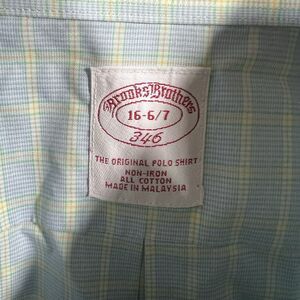 Brooks Brothers
16-6/7
346
THE ORIGINAL POLO SHIRT
NON-IRON
ALL COTTON
MADE IN MALAYSIA